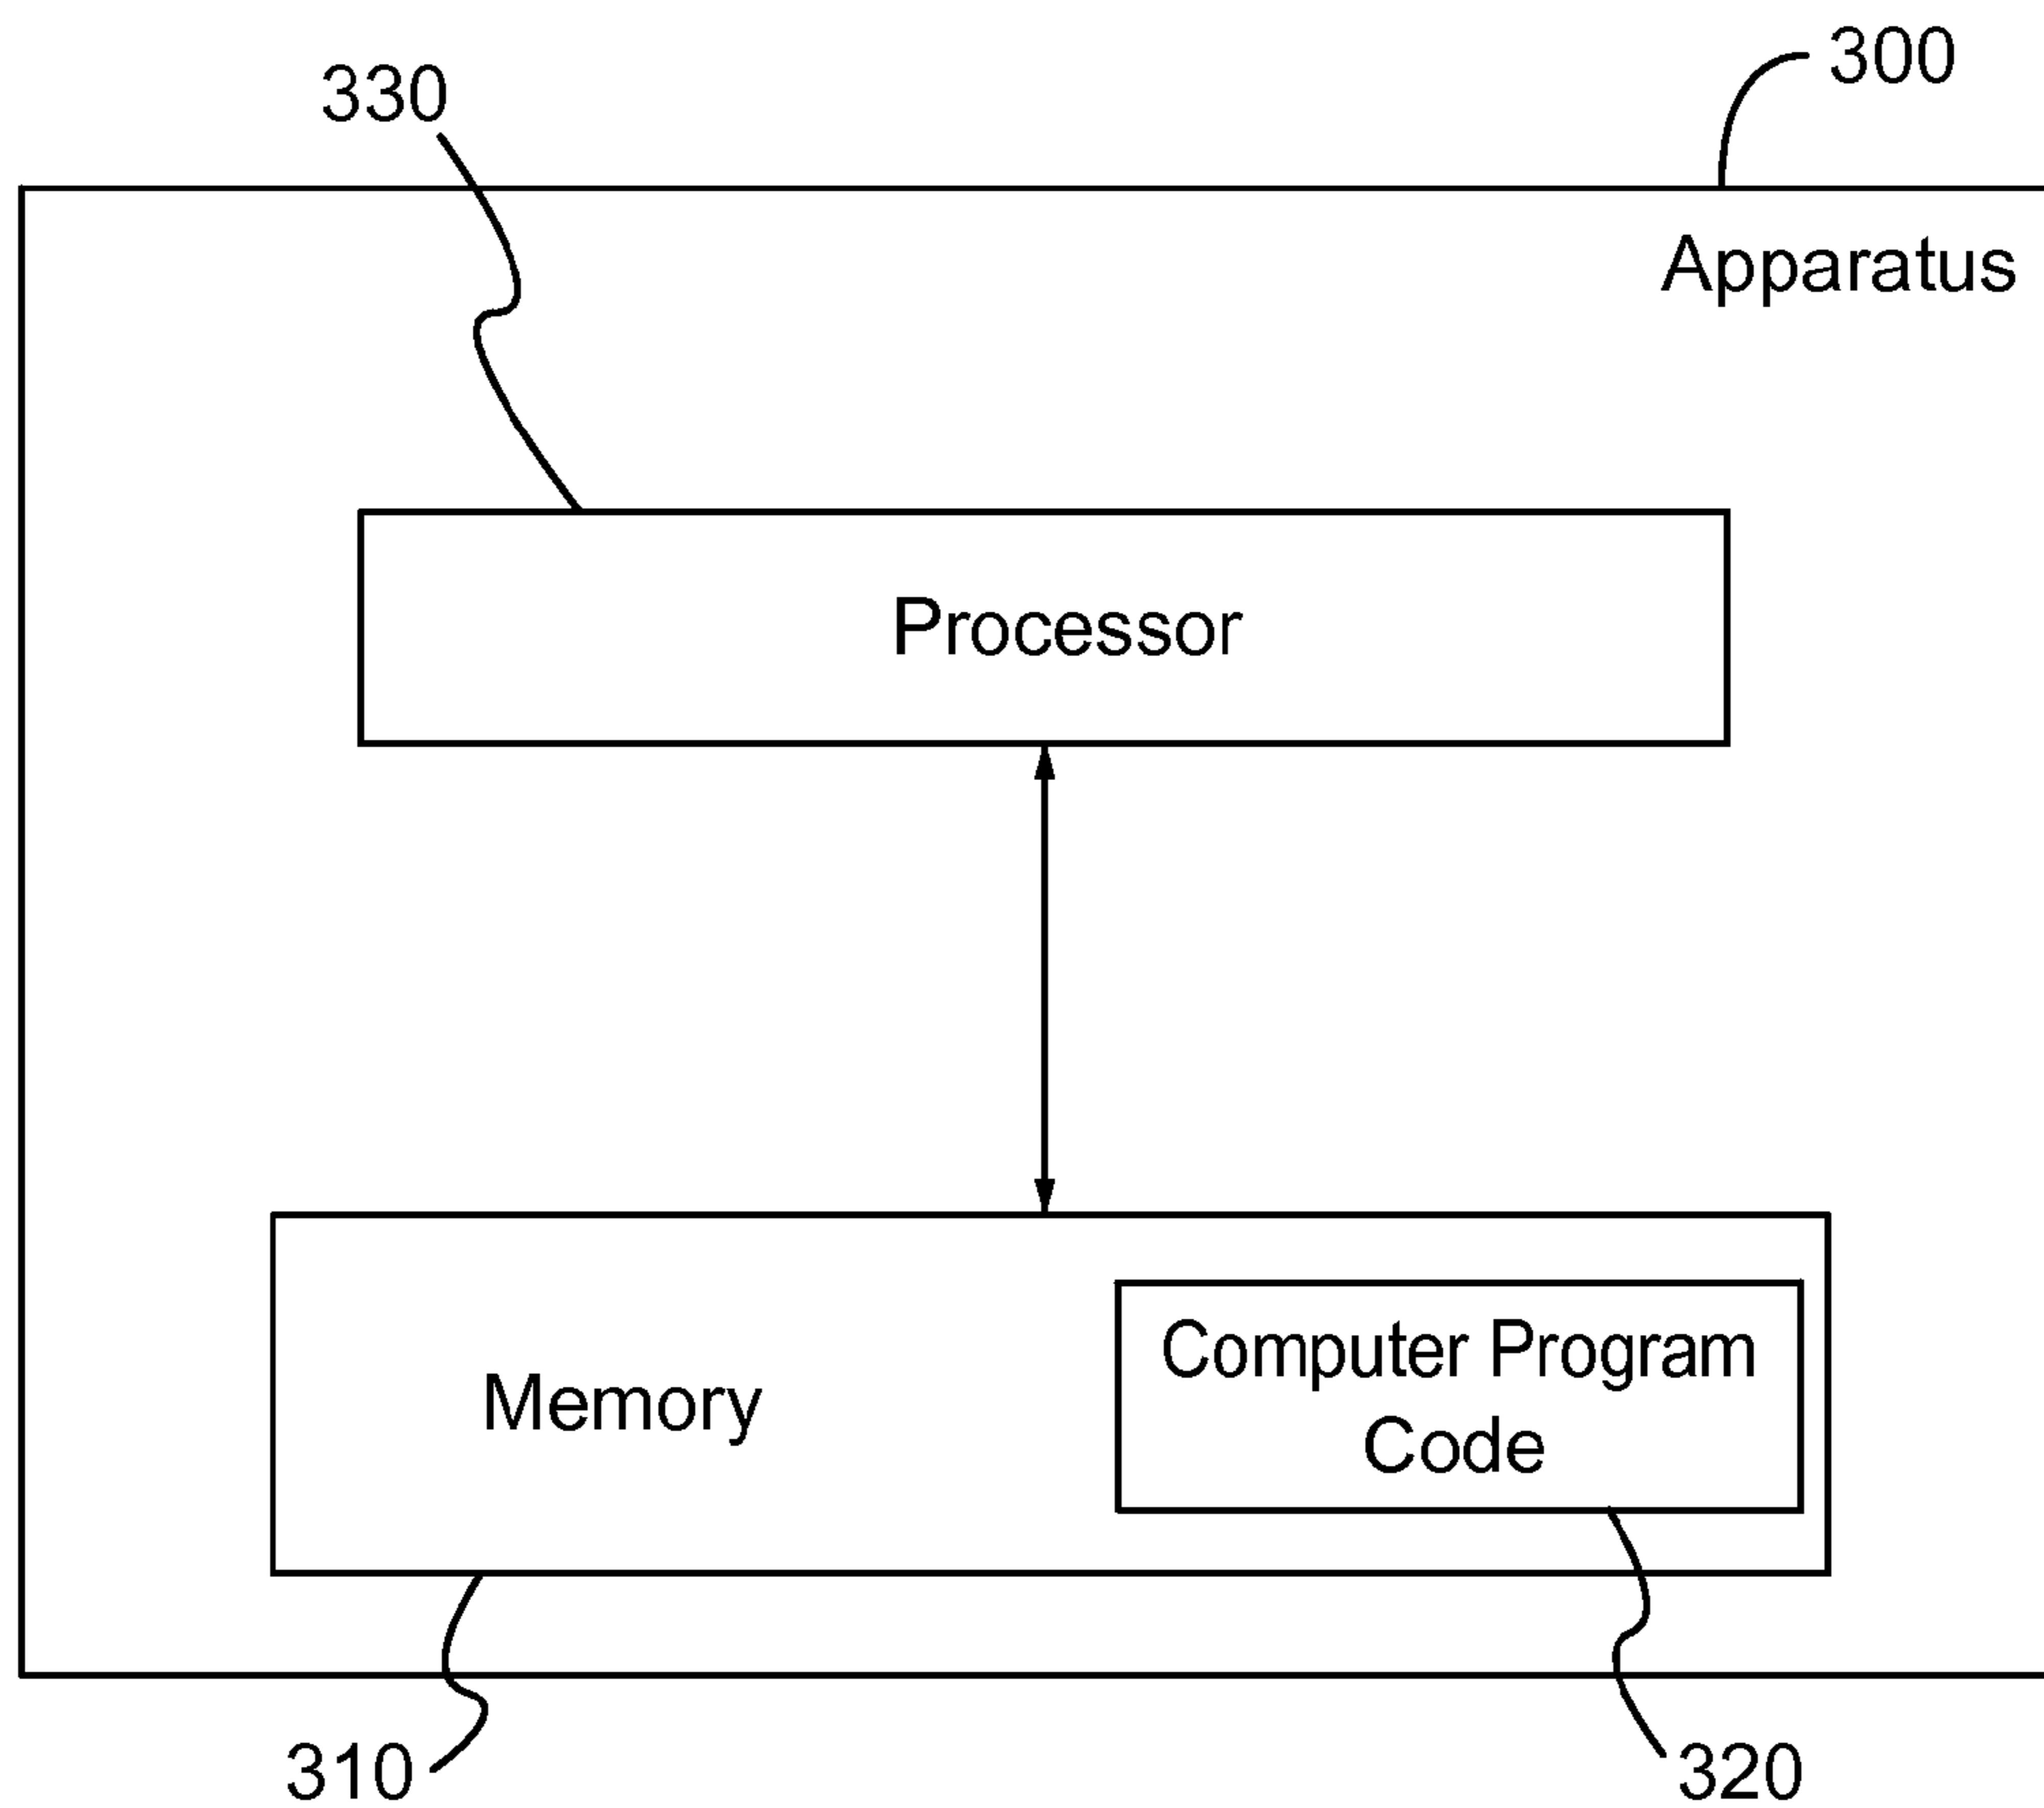 300
330
Apparatus
Processor
Computer Program
Memory
Code
310
320